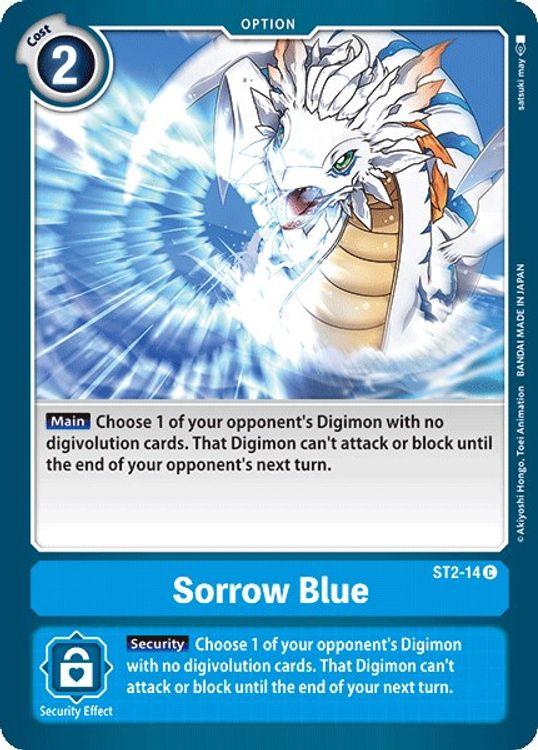 OPTION
Cost
2
satsuki may
Main Choose 1 of your opponent's Digimon with no
digivolution cards. That Digimon can't attack or block until
the end of your opponent's next turn.
© Akiyoshi Hongo, Toei Animation BANDAI MADE IN JAPAN
ST2-14 C
Sorrow Blue
Security Choose 1 of your opponent's Digimon
with no digivolution cards. That Digimon can't
attack or block until the end of your next turn.
Security Effect